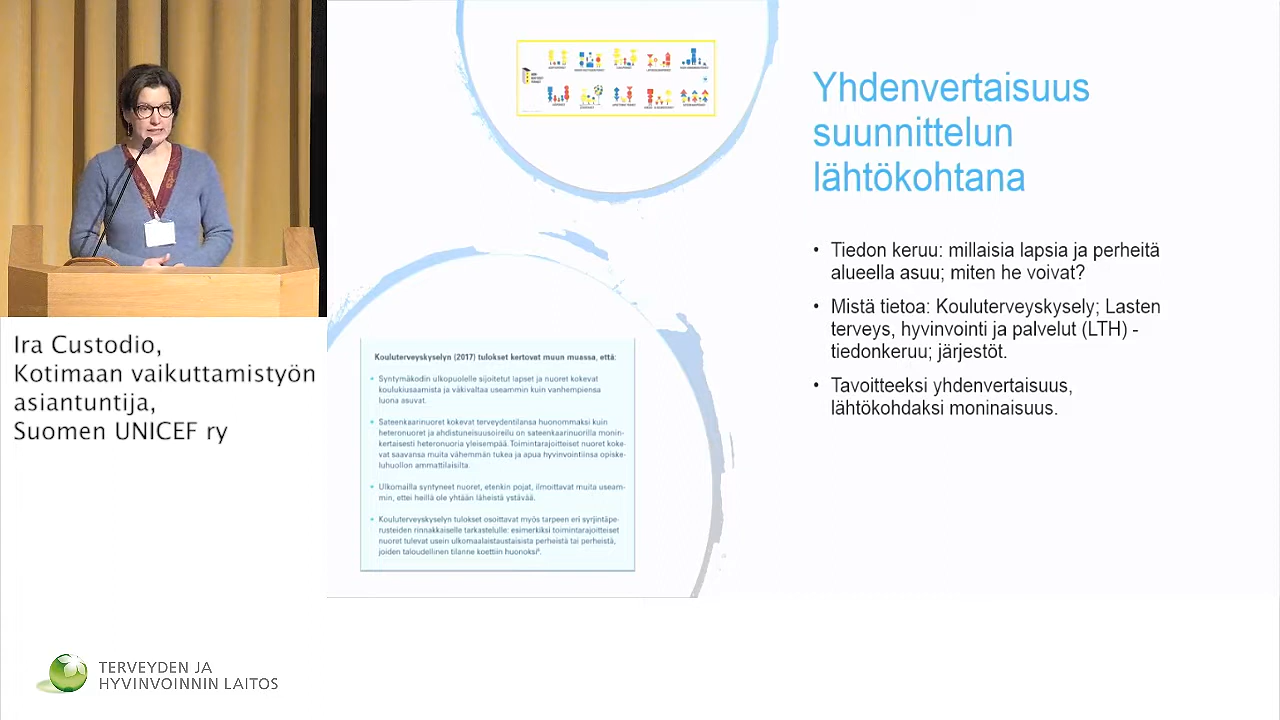 Yhdenvertaisuus
suunnittelun
lähtökohtana
• Tiedon keruu: millaisia lapsia ja perheitä
alueella asuu; miten he voivat?
• Mistä tietoa: Kouluterveyskysely; Lasten
terveys, hyvinvointi ja palvelut (LTH) -
tiedonkeruu; järjestöt.
• Tavoitteeksi yhdenvertaisuus,
lähtökohdaksi moninaisuus.
Kouluterveyskyselyn (2017) tulokset kertovat muun muassa, että:
• Syntymäkodin ulkopuolelle sijoitetut lapset ja nuoret kokevat
koulukiusaamista ja väkivaltaa useammin kuin vanhempiensa
luona asuvat.
• Sateenkaarinuoret kokevat terveydentilansa huonommaksi kuin
heteronuoret ja ahdistuneisuusoireilu on sateenkaarinuorilla monin-
kertaisesti heteronuoria yleisempää. Toimintarajoitteiset nuoret koke-
vat saavansa muita vähemmän tukea ja apua hyvinvointiinsa opiske-
luhuollon ammattilaisilta.
• Ulkomailla syntyneet nuoret, etenkin pojat, ilmoittavat muita useam-
min, ettei heillä ole yhtään läheistä ystävää.
• Kouluterveyskyselyn tulokset osoittavat myös tarpeen eri syrjintäpe-
rusteiden rinnakkaiselle tarkastelulle: esimerkiksi toimintarajoitteiset
nuoret tulevat usein ulkomaalaistaustaisista perheistä tai perheistä,
joiden taloudellinen tilanne koettiin huonoksi
Ira Custodio,
Kotimaan vaikuttamistyön
asiantuntija,
Suomen UNICEF ry
TERVEYDEN JA
HYVINVOINNIN LAITOS